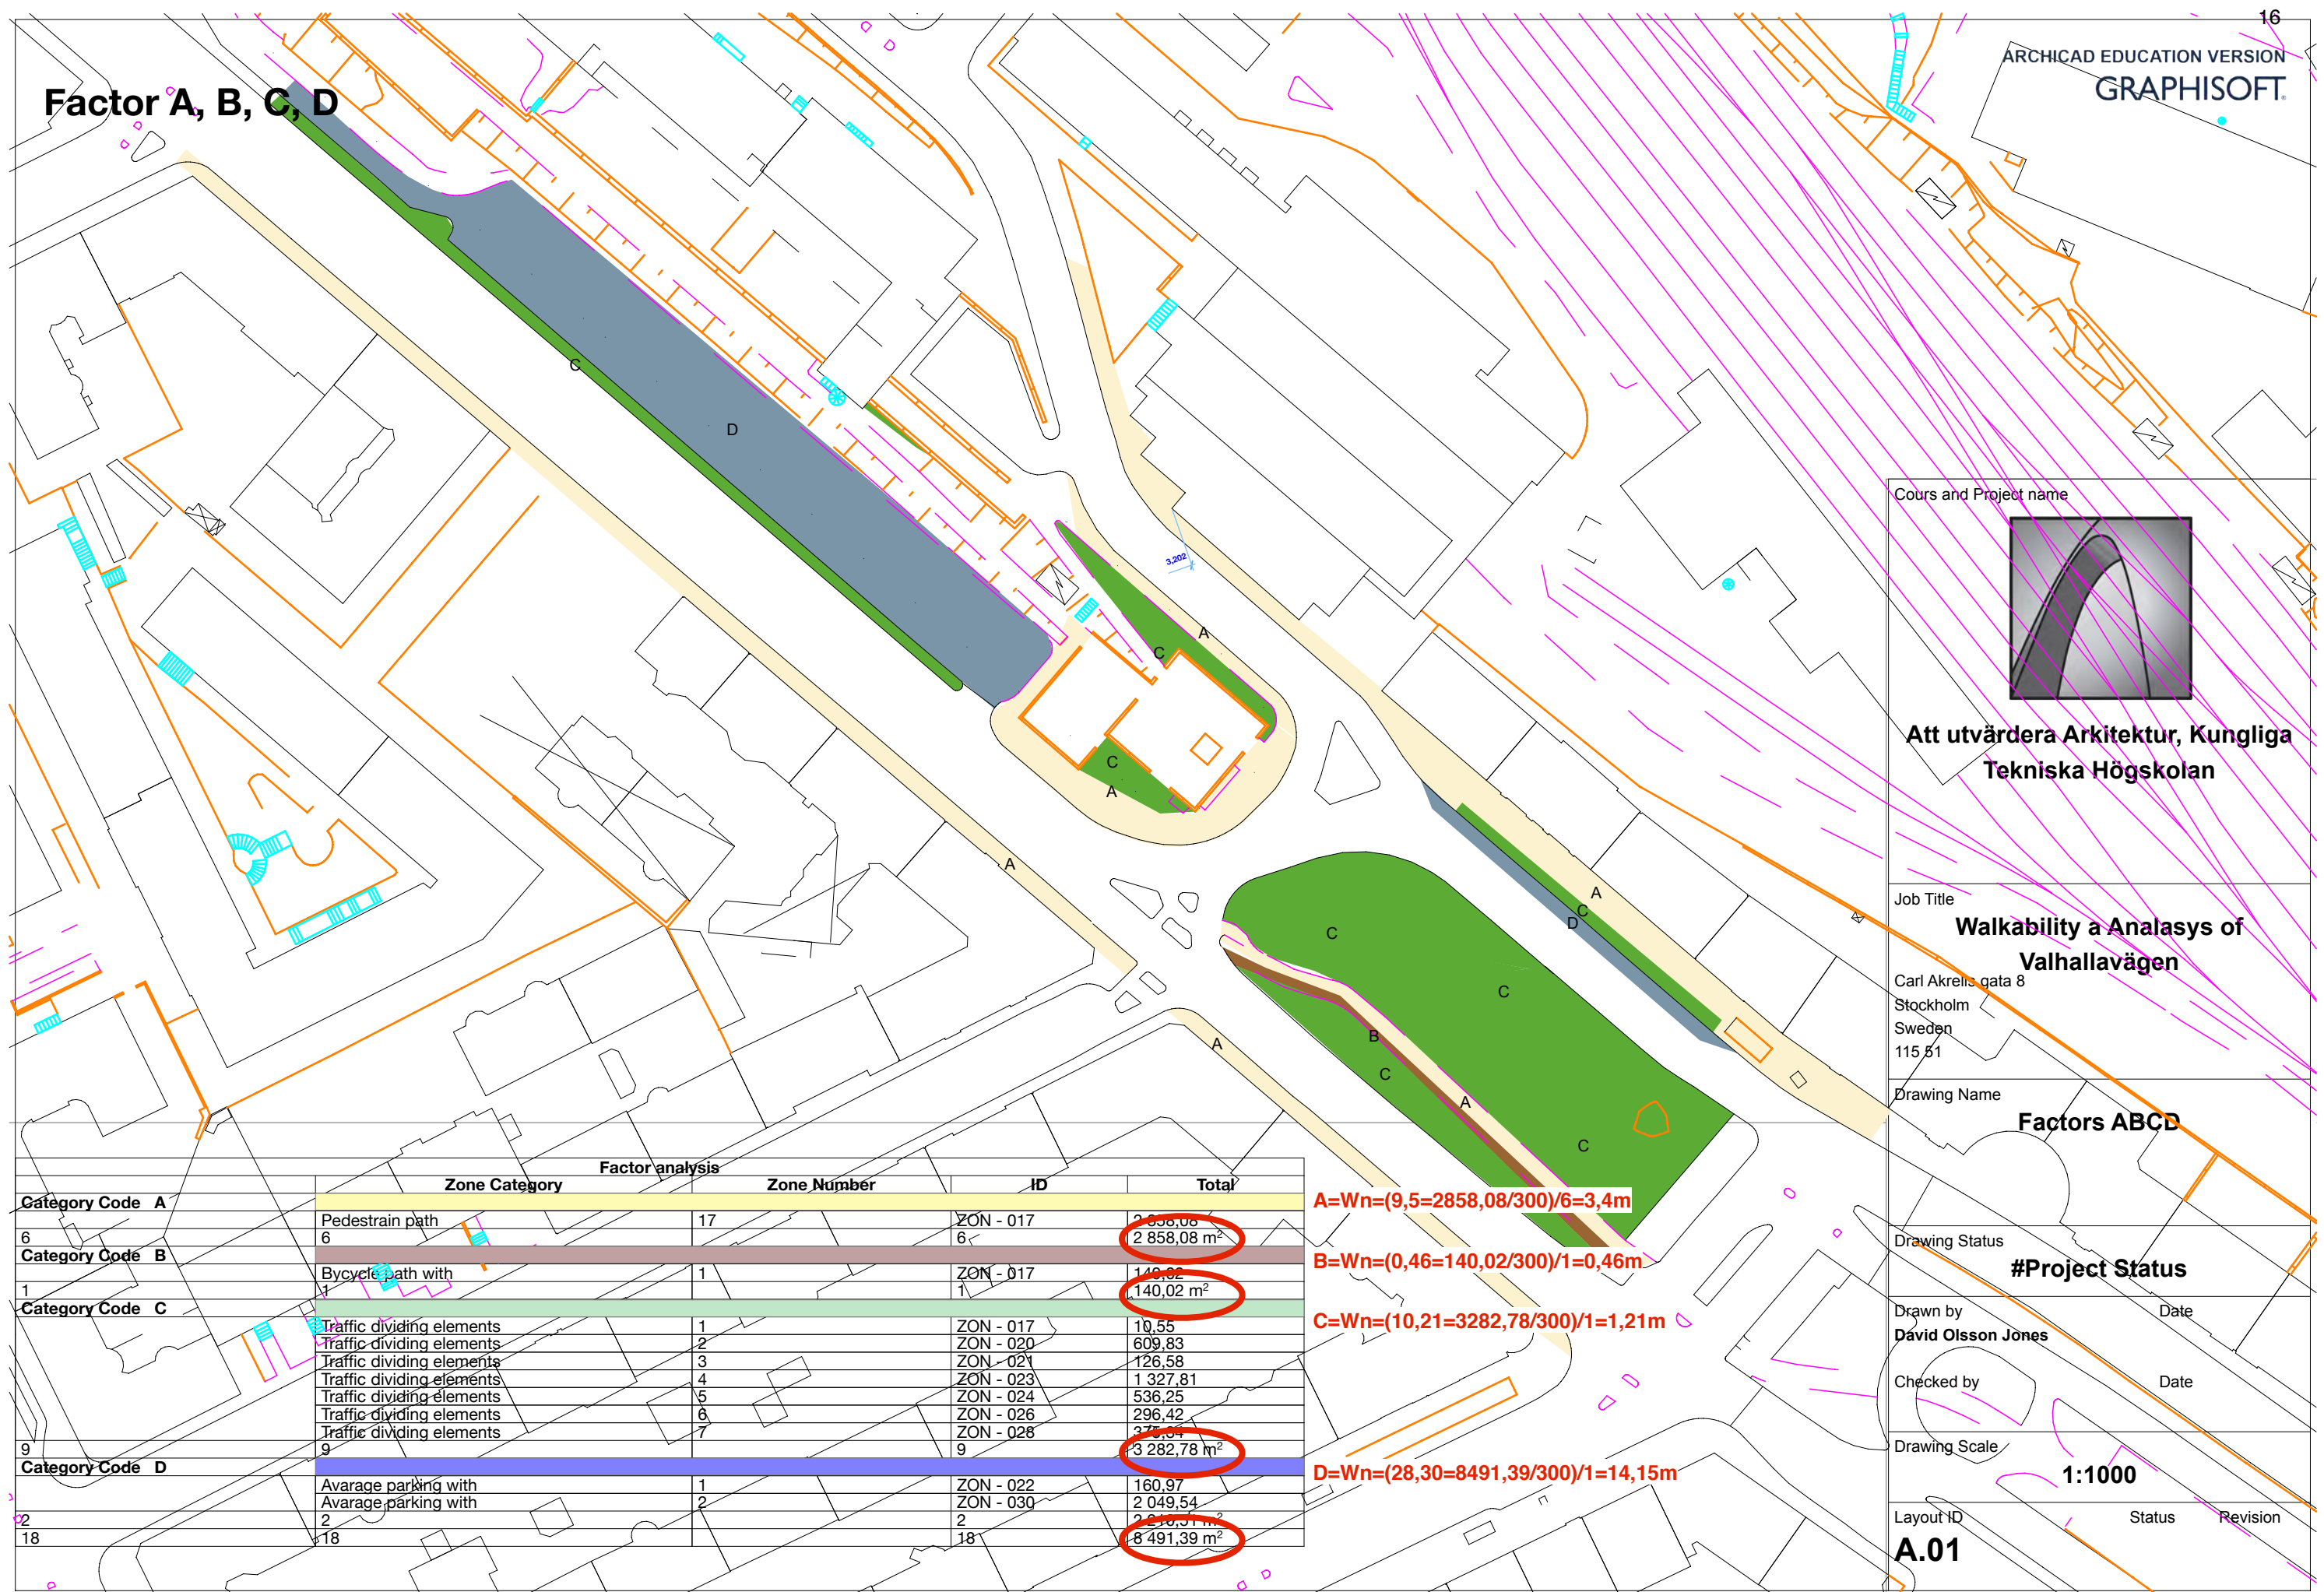 16
ARCHICAD EDUCATION VERSION
GRAPHISOFT.
Factor A, B, C, D
C
D
3,202
A
C
C
A
A
A
C
D
C
C
B
A
C
A
C
Cours and Project name
Att utvärdera Arkitektur, Kungliga
Tekniska Högskolan
Job Title
Walkability a Analasys of
Valhallavägen
Carl Akrells gata 8
Stockholm
Sweden
115 51
Drawing Name
Factors ABCD
Drawing Status
#Project Status
Drawn by Date
David Olsson Jones
Checked by Date
Drawing Scale
1:1000
Layout ID Status Revision
A.01
Factor analysis
Zone Category Zone Number ID Total
Category Code A
Pedestrain path 17 ZON - 017 2 858,08
6 6 6 2 858,08 m²
Category Code B
Bycycle path with 1 ZON - 017 140,02
1 1 1 140,02 m²
Category Code C
Traffic dividing elements 1 ZON - 017 10,55
Traffic dividing elements 2 ZON - 020 609,83
Traffic dividing elements 3 ZON - 021 126,58
Traffic dividing elements 4 ZON - 023 1 327,81
Traffic dividing elements 5 ZON - 024 536,25
Traffic dividing elements 6 ZON - 026 296,42
Traffic dividing elements 7 ZON - 028
9 9 9 3 282,78 m²
Category Code D
Avarage parking with 1 ZON - 022 160,97
Avarage parking with 2 ZON - 030 2 049,54
2 2 2 2 210,51 m²
18 18 18 8 491,39 m²
A=Wn=(9,5=2858,08/300)/6=3,4m
B=Wn=(0,46=140,02/300)/1=0,46m
C=Wn=(10,21=3282,78/300)/1=1,21m
D=Wn=(28,30=8491,39/300)/1=14,15m